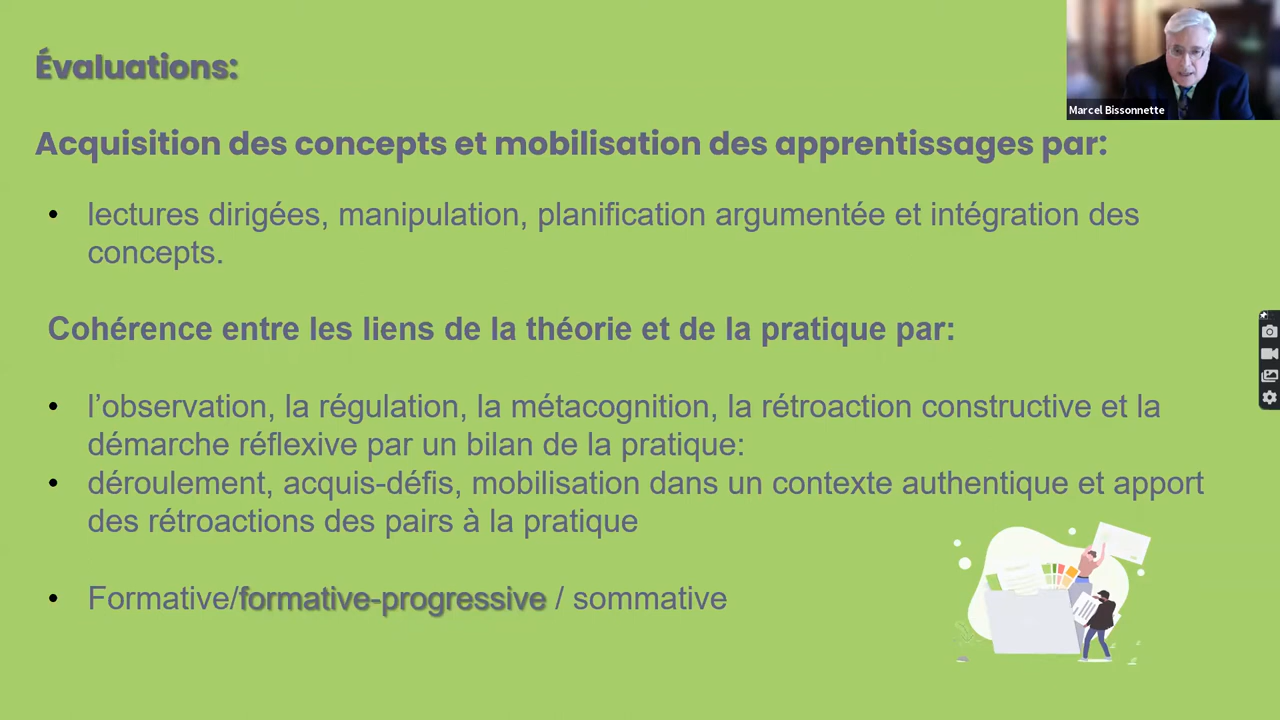 Évaluations:
Marcel Bissonnette
Acquisition des concepts et mobilisation des apprentissages par:
• lectures dirigées, manipulation, planification argumentée et intégration des
concepts.
Cohérence entre les liens de la théorie et de la pratique par:
• l’observation, la régulation, la métacognition, la rétroaction constructive et la
démarche réflexive par un bilan de la pratique:
• déroulement, acquis-défis, mobilisation dans un contexte authentique et apport
des rétroactions des pairs à la pratique
• Formative/formative-progressive / sommative